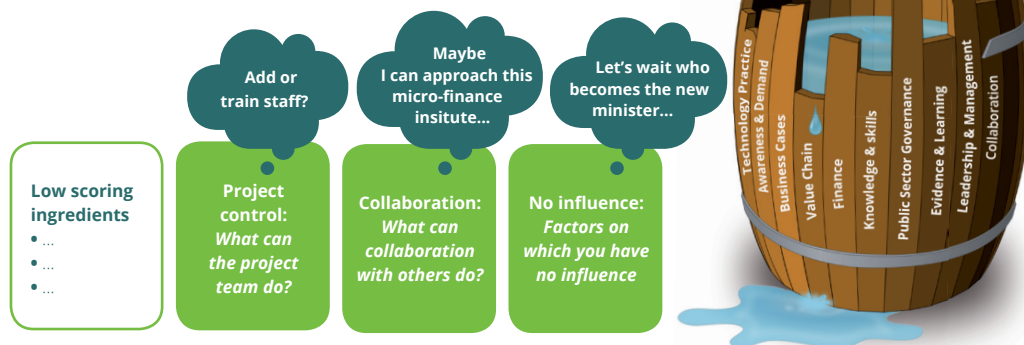 Low scoring
ingredients
• ...
• ...
• ...
Add or
train staff?
Project
control:
What can
the project
team do?
Maybe
I can approach this
micro-finance
insitute...
Collaboration:
What can
collaboration
with others do?
Let's wait who
becomes the new
minister...
No influence:
Factors on
which you have
no influence
Technology Practice
Awareness & Demand
Business Cases
Value Chain
Finance
Knowledge & skills
Public Sector Governance
Evidence & Learning
Leadership & Management
Collaboration